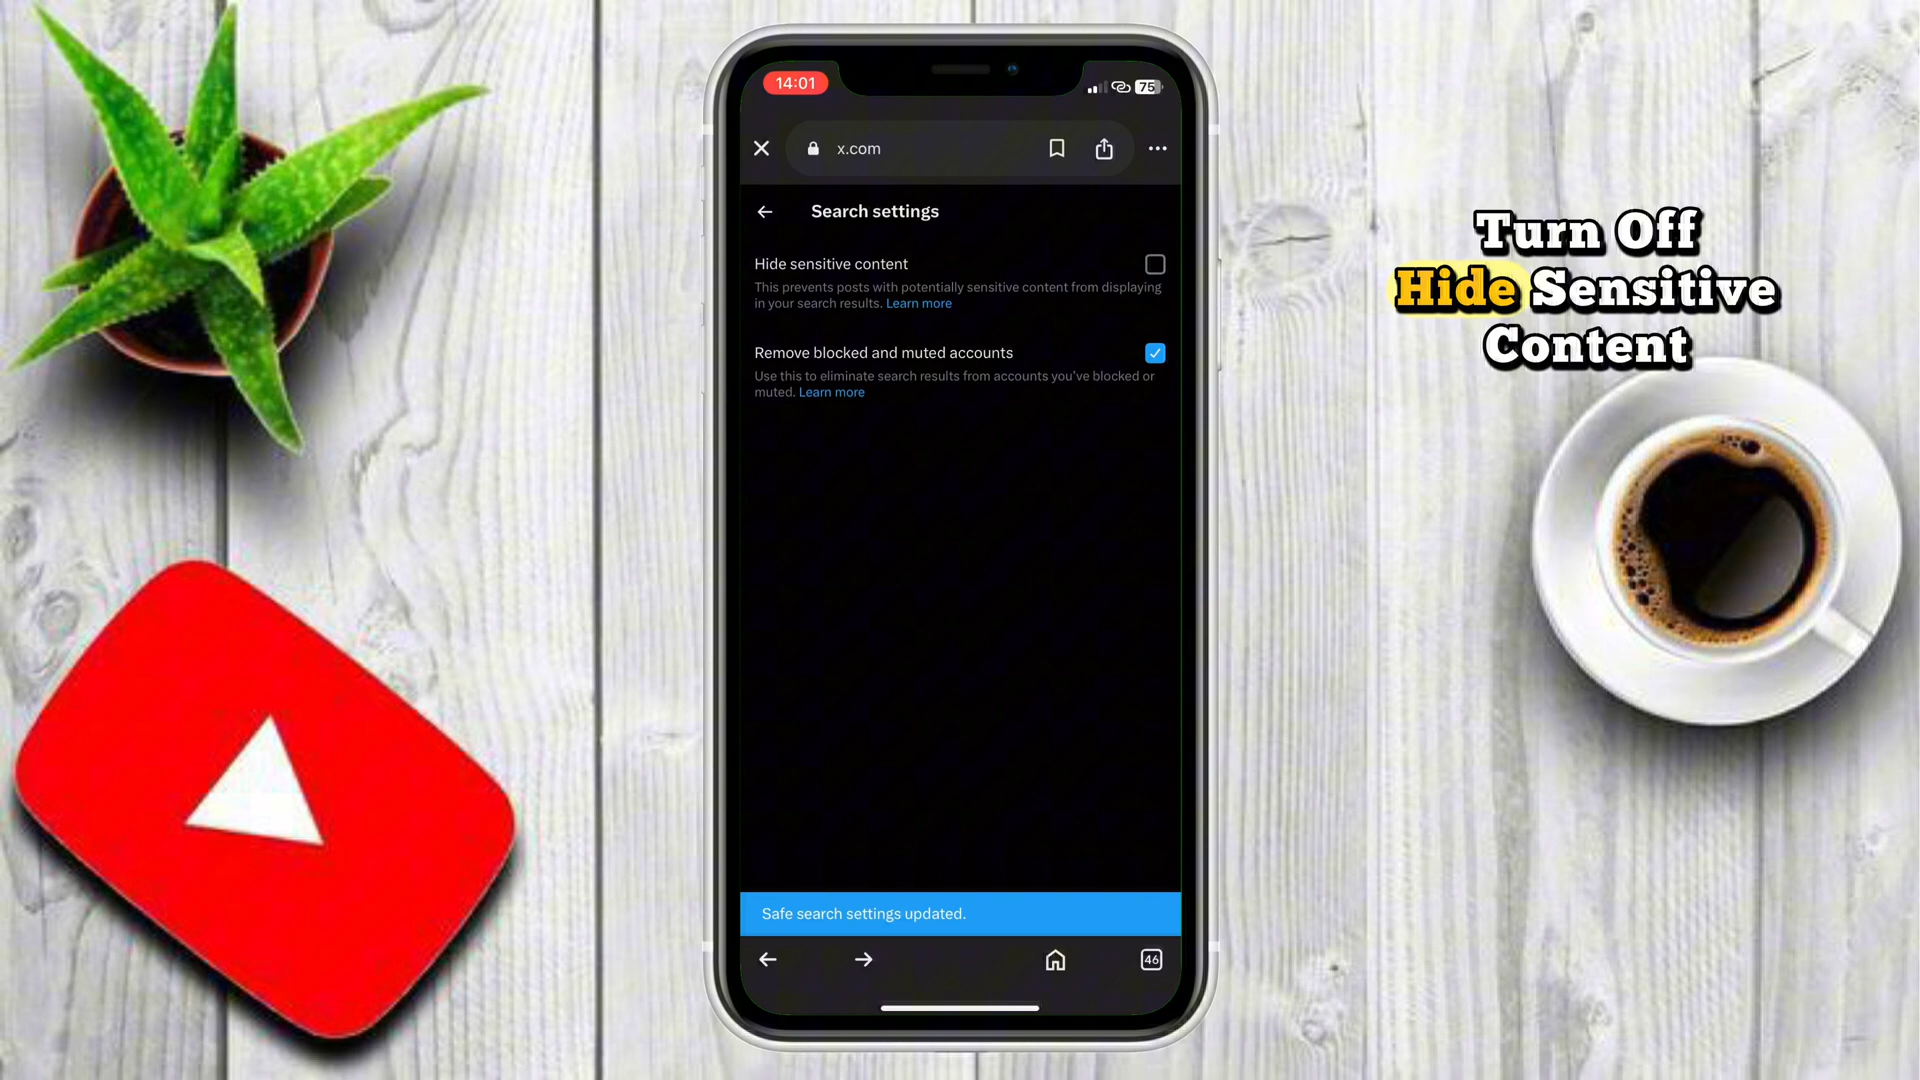 14:01
75
x.com
Search settings
Hide sensitive content
This prevents posts with potentially sensitive content from displaying
in your search results. Learn more
Remove blocked and muted accounts
Use this to eliminate search results from accounts you've blocked or
muted. Learn more
Safe search settings updated.
46
Turn Off
Hide Sensitive
Content